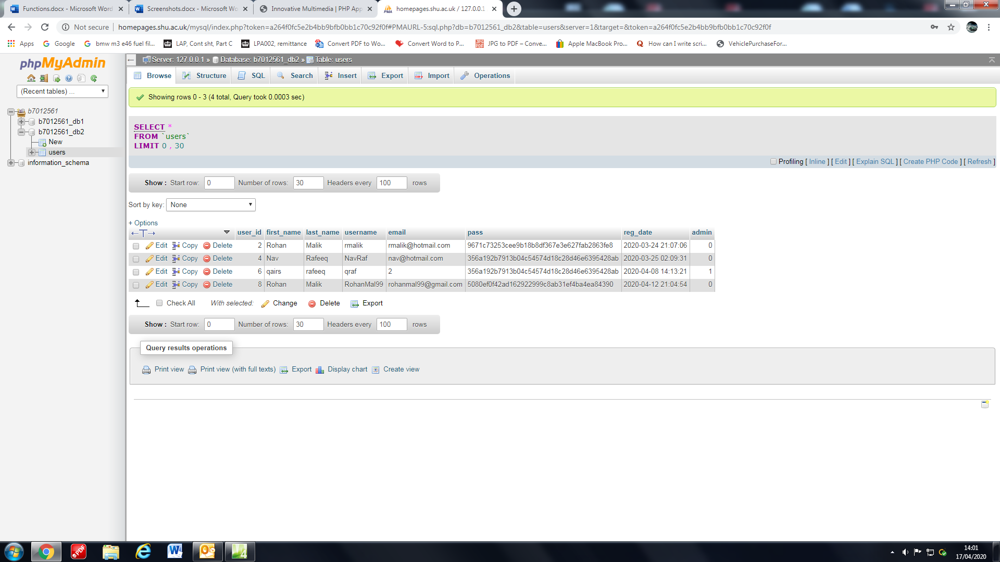 Functions.docx - Microsoft Word
Screenshots.docx - Microsoft Wo
Innovative Multimedia | PHP App
homepages.shu.ac.uk / 127.0.0.1
Not secure
homepages.shu.ac.uk/mysql/index.php?token=a264f0fc5e2b4bb9bfb0bb1c70c92f0f#PMAURL-5:sql.php?db=b7012561_db2&table=users&server=1&target=&token=a264f0fc5e2b4bb9bfb0bb1c70c92f0f
Apps Google bmw m3 e46 fuel fil... LAP, Cont sht, Part C LPA002, remittance Convert PDF to Wo... Convert Word to P... JPG to PDF – Conve... Apple MacBook Pro... How can I write scri... VehiclePurchaseFor...
phpMyAdmin
(Recent tables) ...
b7012561
b7012561_db1
b7012561_db2
New
users
information_schema
Server: 127.0.0.1 » Database: b7012561_db2 » Table: users
Browse Structure SQL Search Insert Export Import Operations
Showing rows 0 - 3 (4 total, Query took 0.0003 sec)
SELECT *
FROM `users`
LIMIT 0 , 30
Profiling [ Inline ] [ Edit ] [ Explain SQL ] [ Create PHP Code ] [ Refresh ]
Show : Start row: 0 Number of rows: 30 Headers every 100 rows
Sort by key: None
+ Options
user_id first_name last_name username email pass reg_date admin
Edit Copy Delete 2 Rohan Malik rmalik rmalik@hotmail.com 9671c73253cee9b18b8df367e3e627fab2863fe8 2020-03-24 21:07:06 0
Edit Copy Delete 4 Nav Rafeeq NavRaf nav@hotmail.com 356a192b7913b04c54574d18c28d46e6395428ab 2020-03-25 02:09:31 0
Edit Copy Delete 6 qairs rafeeq qraf 2 356a192b7913b04c54574d18c28d46e6395428ab 2020-04-08 14:13:21 1
Edit Copy Delete 8 Rohan Malik RohanMal99 rohanmal99@gmail.com 5080ef0f42ad162922999c8ab31ef4ba4ea84390 2020-04-12 21:04:54 0
Check All With selected: Change Delete Export
Show : Start row: 0 Number of rows: 30 Headers every 100 rows
Query results operations
Print view Print view (with full texts) Export Display chart Create view
14:01
17/04/2020